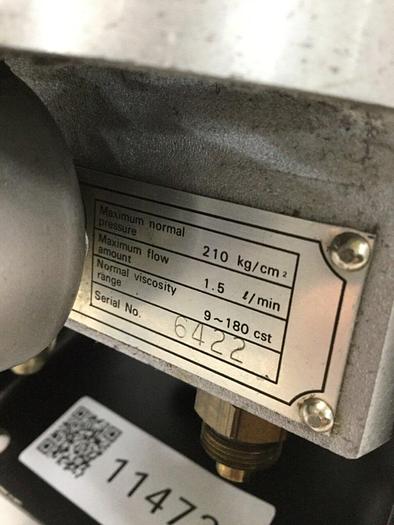 Maximum normal
pressure
210 kg/cm²
Maximum flow
amount
1.5 ℓ/min
Normal viscosity
range
9~180 cst
Serial No.
6422